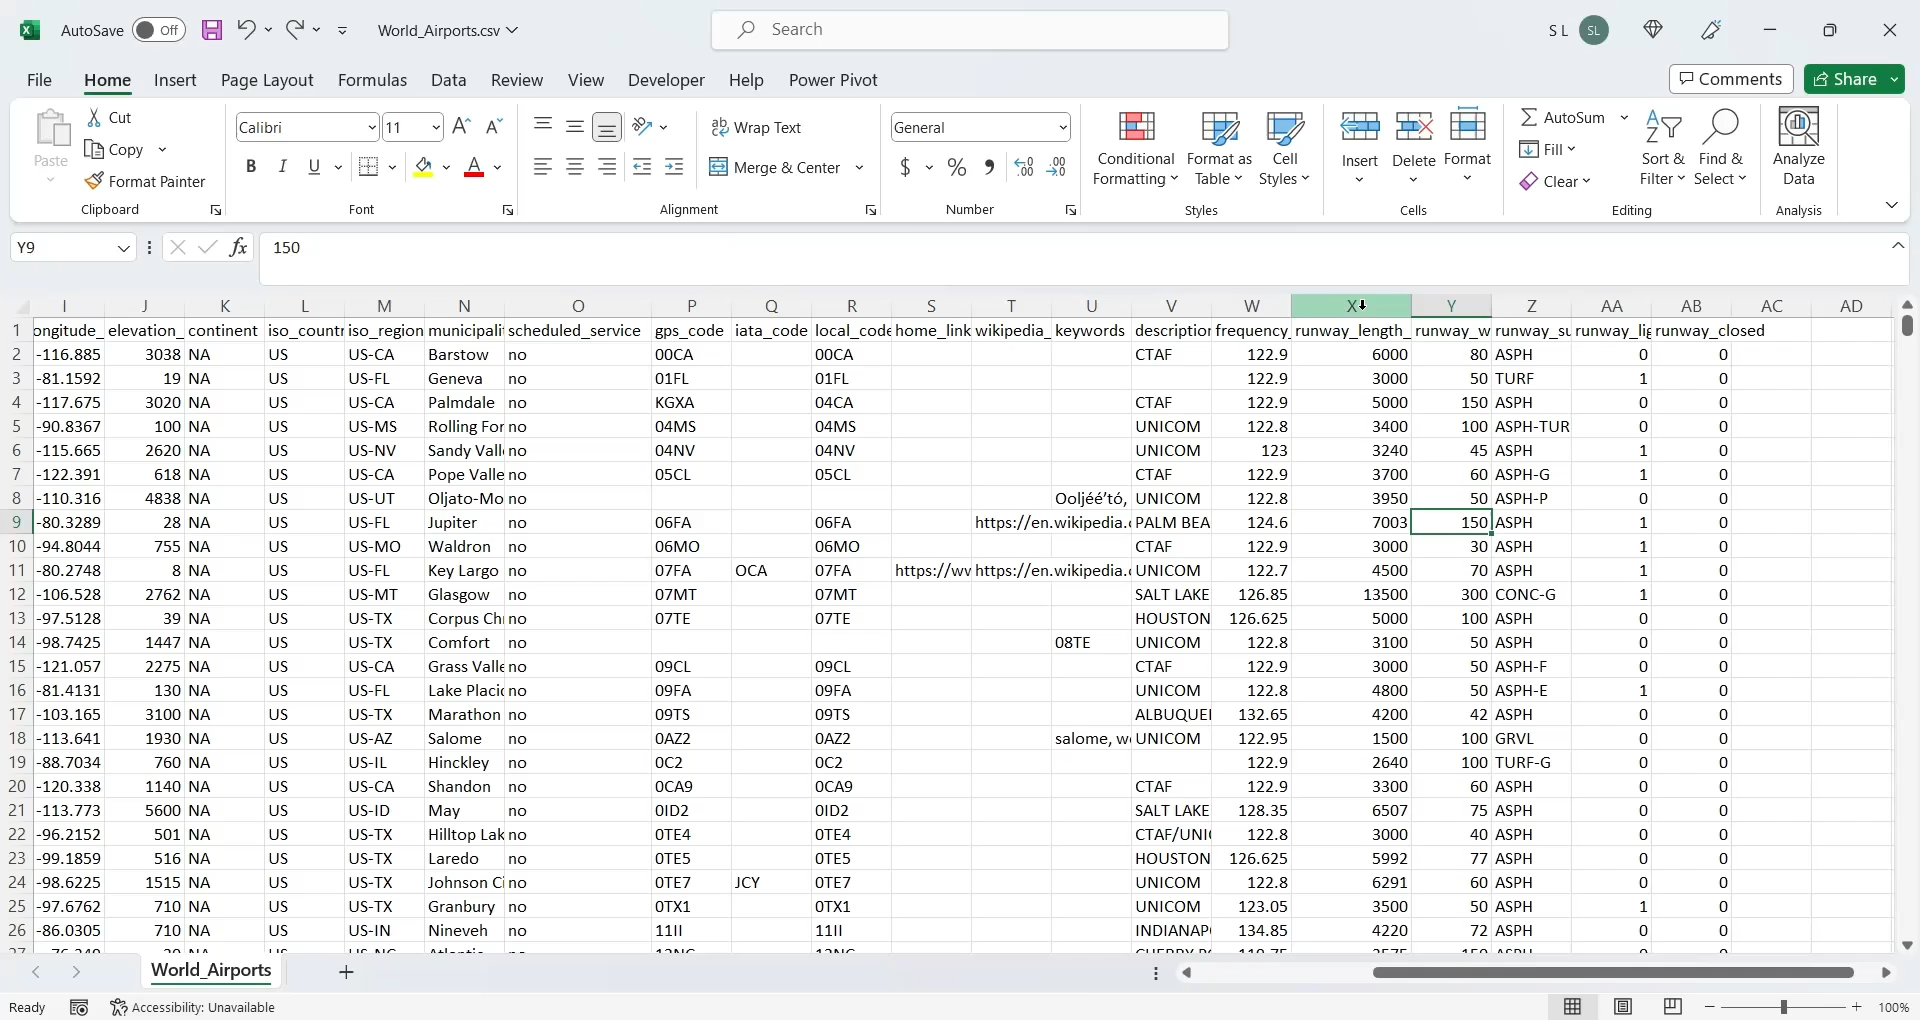 AutoSave Off World_Airports.csv Search S L SL
File Home Insert Page Layout Formulas Data Review View Developer Help Power Pivot Comments Share
Paste Cut Copy Format Painter Clipboard
Calibri 11 B I U A Font
Wrap Text Merge & Center Alignment
General $ % Number
Conditional Formatting Format as Table Cell Styles Styles
Insert Delete Format Cells
AutoSum Fill Clear Sort & Filter Find & Select Editing
Analyze Data Analysis
Y9 fx 150
I J K L M N O P Q R S T U V W X Y Z AA AB AC AD
1 ongitude_ elevation_ continent iso_countr iso_region municipali scheduled_service gps_code iata_code local_code home_link wikipedia_ keywords description frequency_ runway_length_ runway_w runway_su runway_lig runway_closed
2 -116.885 3038 NA US US-CA Barstow no 00CA 00CA CTAF 122.9 6000 80 ASPH 0 0
3 -81.1592 19 NA US US-FL Geneva no 01FL 01FL 122.9 3000 50 TURF 1 0
4 -117.675 3020 NA US US-CA Palmdale no KGXA 04CA CTAF 122.9 5000 150 ASPH 0 0
5 -90.8367 100 NA US US-MS Rolling For no 04MS 04MS UNICOM 122.8 3400 100 ASPH-TUR 0 0
6 -115.665 2620 NA US US-NV Sandy Vall no 04NV 04NV UNICOM 123 3240 45 ASPH 1 0
7 -122.391 618 NA US US-CA Pope Valle no 05CL 05CL CTAF 122.9 3700 60 ASPH-G 1 0
8 -110.316 4838 NA US US-UT Oljato-Mo no Ooljéé’tó, UNICOM 122.8 3950 50 ASPH-P 0 0
9 -80.3289 28 NA US US-FL Jupiter no 06FA 06FA https://en.wikipedia. PALM BEA 124.6 7003 150 ASPH 1 0
10 -94.8044 755 NA US US-MO Waldron no 06MO 06MO CTAF 122.9 3000 30 ASPH 1 0
11 -80.2748 8 NA US US-FL Key Largo no 07FA OCA 07FA https://ww https://en.wikipedia. UNICOM 122.7 4500 70 ASPH 1 0
12 -106.528 2762 NA US US-MT Glasgow no 07MT 07MT SALT LAKE 126.85 13500 300 CONC-G 1 0
13 -97.5128 39 NA US US-TX Corpus Ch no 07TE 07TE HOUSTON 126.625 5000 100 ASPH 0 0
14 -98.7425 1447 NA US US-TX Comfort no 08TE UNICOM 122.8 3100 50 ASPH 0 0
15 -121.057 2275 NA US US-CA Grass Valle no 09CL 09CL CTAF 122.9 3000 50 ASPH-F 0 0
16 -81.4131 130 NA US US-FL Lake Placi no 09FA 09FA UNICOM 122.8 4800 50 ASPH-E 1 0
17 -103.165 3100 NA US US-TX Marathon no 09TS 09TS ALBUQUE 132.65 4200 42 ASPH 0 0
18 -113.641 1930 NA US US-AZ Salome no 0AZ2 0AZ2 salome, w UNICOM 122.95 1500 100 GRVL 0 0
19 -88.7034 760 NA US US-IL Hinckley no 0C2 0C2 122.9 2640 100 TURF-G 0 0
20 -120.338 1140 NA US US-CA Shandon no 0CA9 0CA9 CTAF 122.9 3300 60 ASPH 0 0
21 -113.773 5600 NA US US-ID May no 0ID2 0ID2 SALT LAKE 128.35 6507 75 ASPH 0 0
22 -96.2152 501 NA US US-TX Hilltop Lak no 0TE4 0TE4 CTAF/UNI 122.8 3000 40 ASPH 0 0
23 -99.1859 516 NA US US-TX Laredo no 0TE5 0TE5 HOUSTON 126.625 5992 77 ASPH 0 0
24 -98.6225 1515 NA US US-TX Johnson Ci no 0TE7 JCY 0TE7 UNICOM 122.8 6291 60 ASPH 0 0
25 -97.6762 710 NA US US-TX Granbury no 0TX1 0TX1 UNICOM 123.05 3500 50 ASPH 1 0
26 -86.0305 710 NA US US-IN Nineveh no 11II 11II INDIANAP 134.85 4220 72 ASPH 0 0
World_Airports
Ready Accessibility: Unavailable 100%